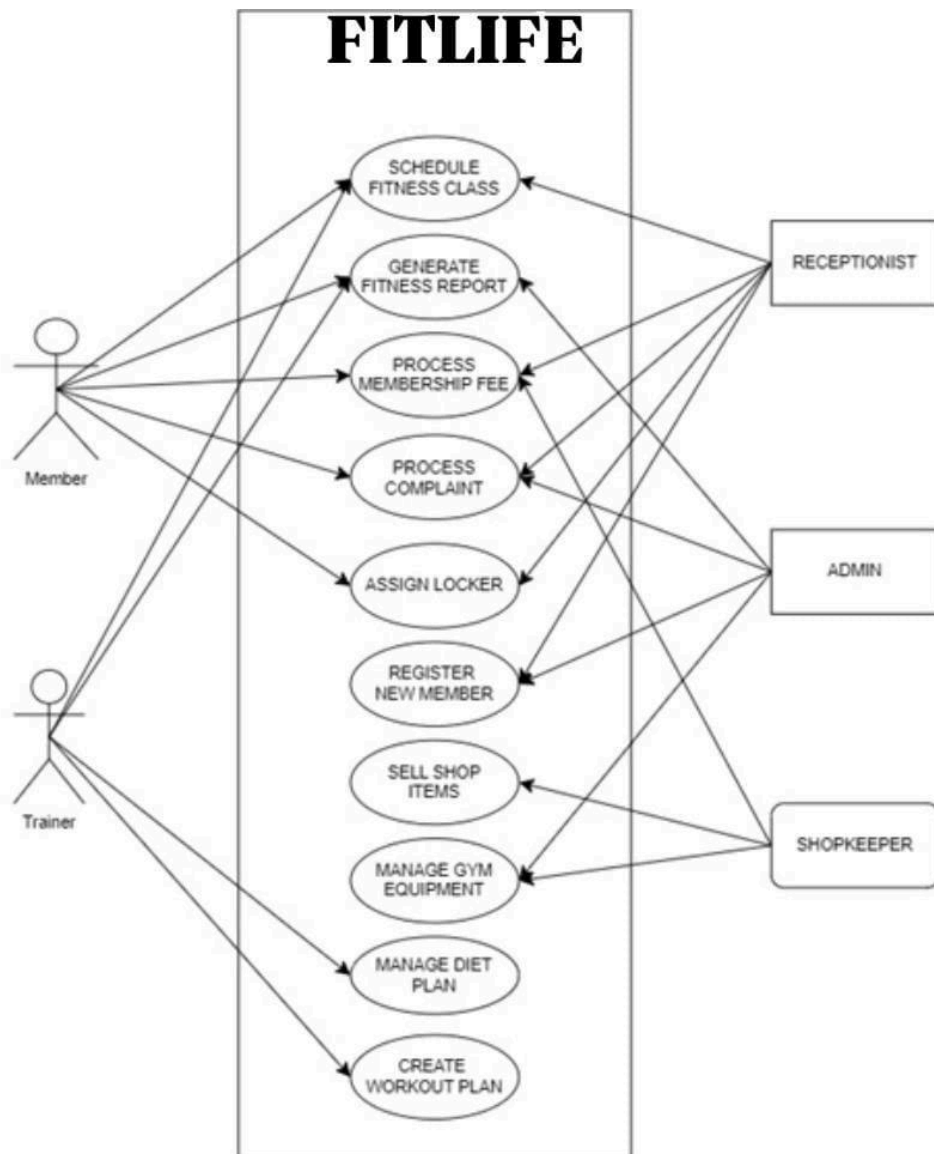 FITLIFE
SCHEDULE
FITNESS CLASS
GENERATE
FITNESS REPORT
RECEPTIONIST
PROCESS
MEMBERSHIP FEE
Member
PROCESS
COMPLAINT
ASSIGN LOCKER
ADMIN
REGISTER
NEW MEMBER
SELL SHOP
ITEMS
Trainer
SHOPKEEPER
MANAGE GYM
EQUIPMENT
MANAGE DIET
PLAN
CREATE
WORKOUT PLAN